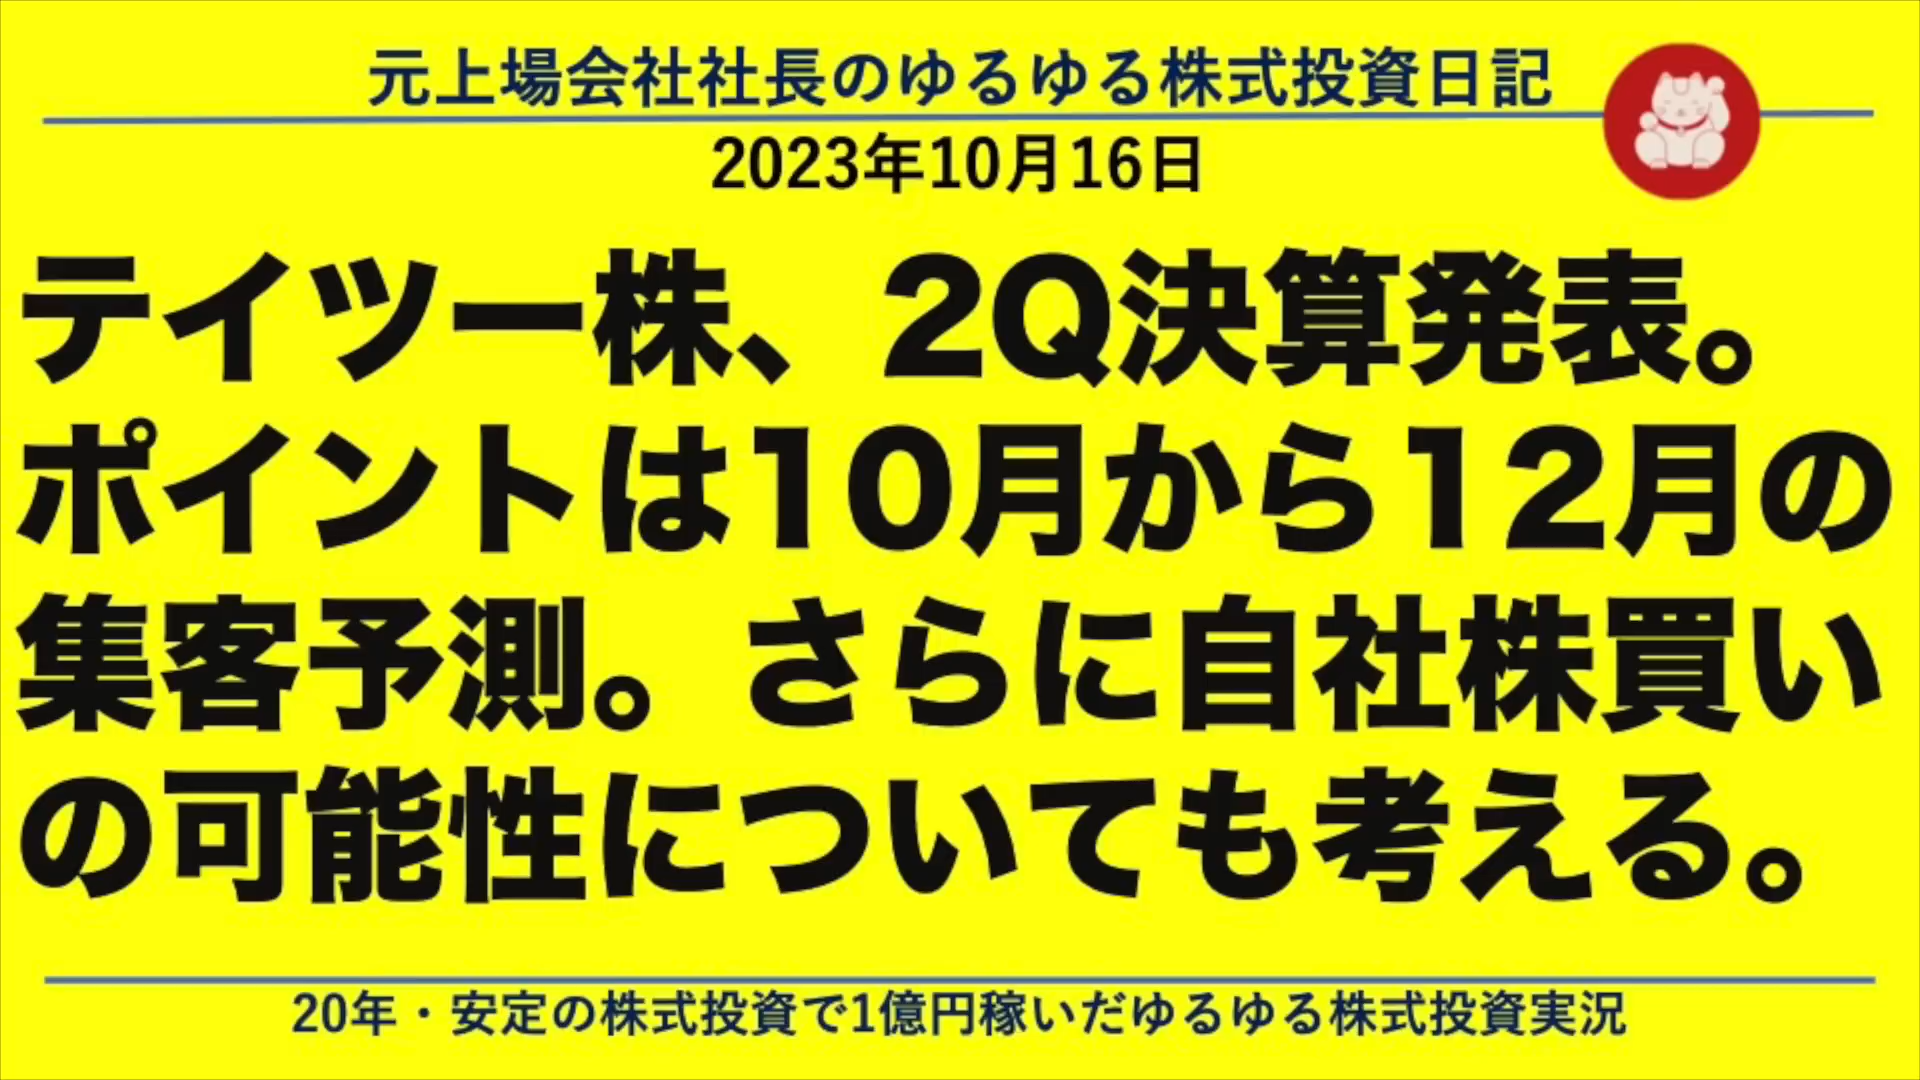 元上場会社社長のゆるゆる株式投資日記
2023年10月16日
テイツー株、2Q決算発表。
ポイントは10月から12月の
集客予測。さらに自社株買い
の可能性についても考える。
20年・安定の株式投資で1億円稼いだゆるゆる株式投資実況